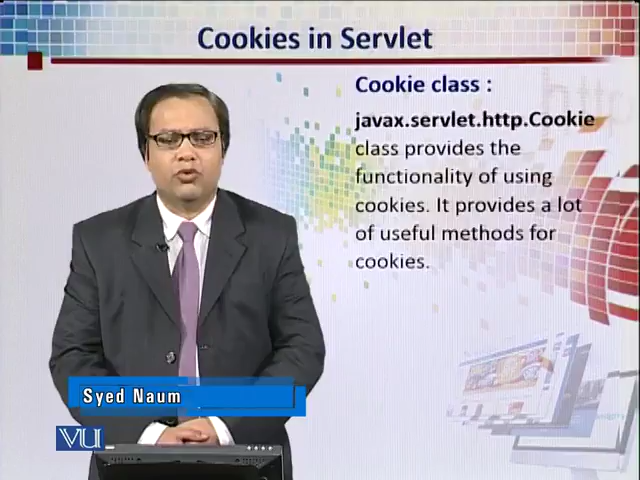 Cookies in Servlet
Cookie class :
javax.servlet.http.Cookie
class provides the
functionality of using
cookies. It provides a lot
of useful methods for
cookies.
Syed Naum
VU